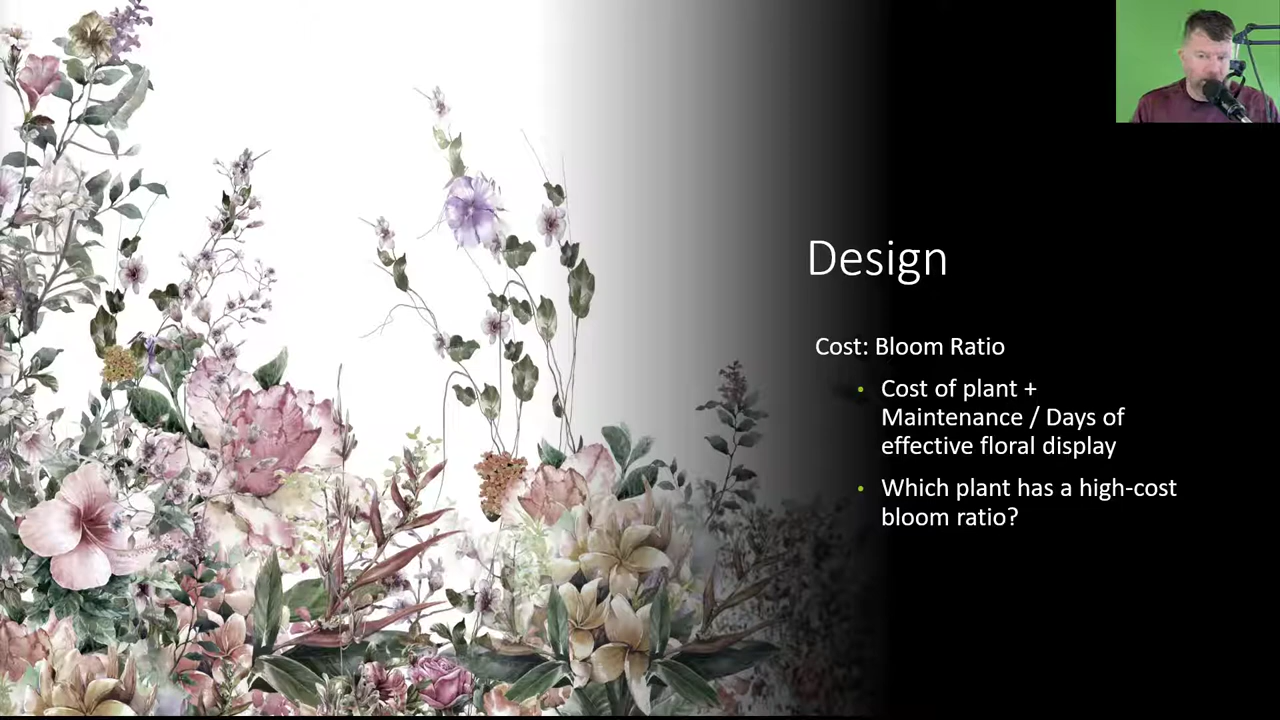 Design
Cost: Bloom Ratio
• Cost of plant +
Maintenance / Days of
effective floral display
• Which plant has a high-cost
bloom ratio?